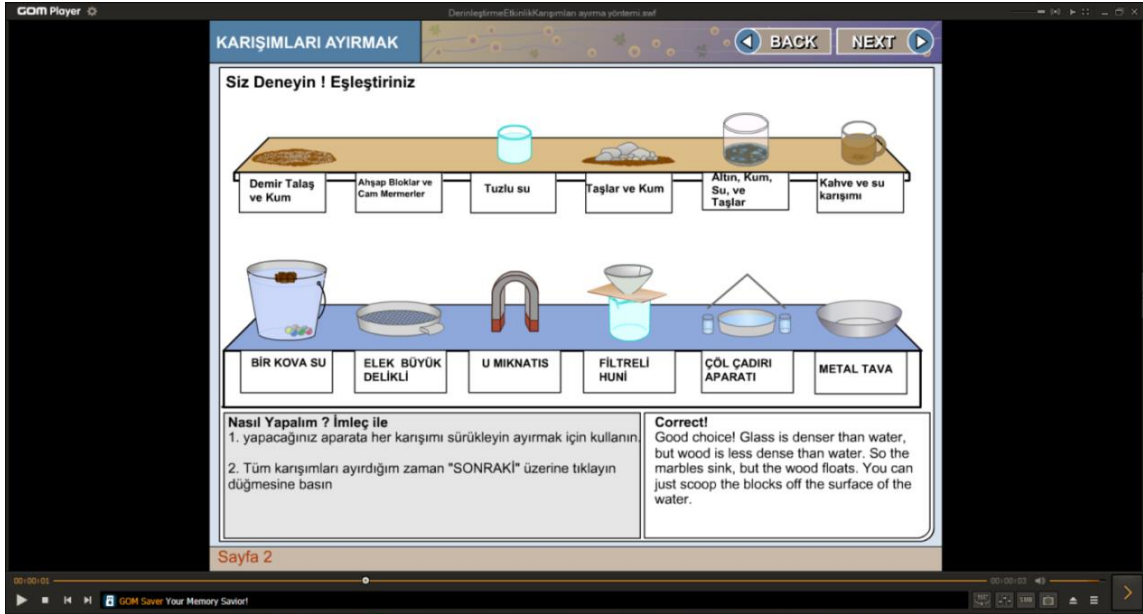 GOM Player
DerinleştirmeEtkinlikKarışımları ayırma yöntemi.swf
KARIŞIMLARI AYIRMAK
BACK
NEXT
Siz Deneyin ! Eşleştiriniz
Demir Talaş
ve Kum
Ahşap Bloklar ve
Cam Mermerler
Tuzlu su
Taşlar ve Kum
Altın, Kum,
Su, ve
Taşlar
Kahve ve su
karışımı
BİR KOVA SU
ELEK BÜYÜK
DELİKLİ
U MIKNATIS
FİLTRELİ
HUNİ
ÇÖL ÇADIRI
APARATI
METAL TAVA
Nasıl Yapalım ? İmleç ile
1. yapacağınız aparata her karışımı sürükleyin ayırmak için kullanın.
2. Tüm karışımları ayırdığım zaman "SONRAKİ" üzerine tıklayın
düğmesine basın
Correct!
Good choice! Glass is denser than water,
but wood is less dense than water. So the
marbles sink, but the wood floats. You can
just scoop the blocks off the surface of the
water.
Sayfa 2
00:00:01
00:00:03
GOM Saver Your Memory Savior!